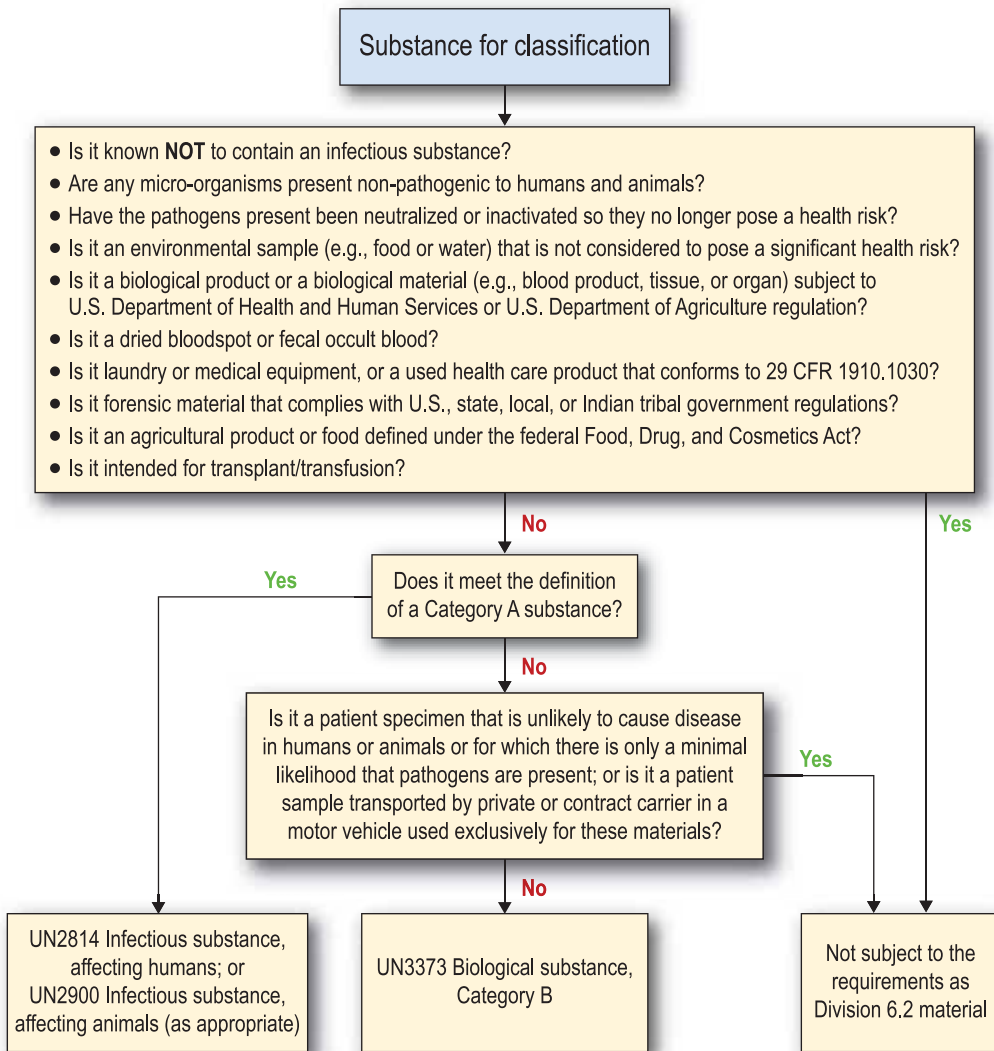 Substance for classification
• Is it known NOT to contain an infectious substance?
• Are any micro-organisms present non-pathogenic to humans and animals?
• Have the pathogens present been neutralized or inactivated so they no longer pose a health risk?
• Is it an environmental sample (e.g., food or water) that is not considered to pose a significant health risk?
• Is it a biological product or a biological material (e.g., blood product, tissue, or organ) subject to
U.S. Department of Health and Human Services or U.S. Department of Agriculture regulation?
• Is it a dried bloodspot or fecal occult blood?
• Is it laundry or medical equipment, or a used health care product that conforms to 29 CFR 1910.1030?
• Is it forensic material that complies with U.S., state, local, or Indian tribal government regulations?
• Is it an agricultural product or food defined under the federal Food, Drug, and Cosmetics Act?
• Is it intended for transplant/transfusion?
No
Yes
Yes
Does it meet the definition
of a Category A substance?
No
Is it a patient specimen that is unlikely to cause disease
in humans or animals or for which there is only a minimal
likelihood that pathogens are present; or is it a patient
sample transported by private or contract carrier in a
motor vehicle used exclusively for these materials?
Yes
No
UN2814 Infectious substance,
affecting humans; or
UN2900 Infectious substance,
affecting animals (as appropriate)
UN3373 Biological substance,
Category B
Not subject to the
requirements as
Division 6.2 material